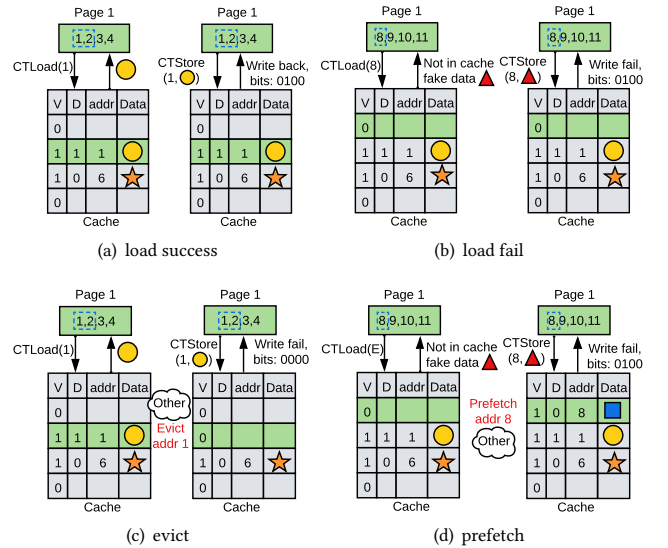 Page 1
1,2,3,4
CTLoad(1)
V D addr Data
0
1 1 1
1 0 6
0
Page 1
1,2,3,4
CTStore
(1, )
Write back,
bits: 0100
V D addr Data
0
1 1 1
1 0 6
0
Cache
(a) load success
Page 1
8,9,10,11
CTLoad(8)
Not in cache
fake data
V D addr Data
0
1 1 1
1 0 6
0
Cache
Page 1
8,9,10,11
CTStore
(8, )
Write fail,
bits: 0100
V D addr Data
0
1 1 1
1 0 6
0
Cache
(b) load fail
Page 1
1,2,3,4
CTLoad(1)
V D addr Data
0
1 1 1
1 0 6
0
Cache
Other
Evict
addr 1
Page 1
1,2,3,4
CTStore
(1, )
Write fail,
bits: 0000
V D addr Data
0
0
1 0 6
0
Cache
(c) evict
Page 1
8,9,10,11
CTLoad(E)
Not in cache
fake data
V D addr Data
0
1 1 1
1 0 6
0
Cache
Prefetch
addr 8
Other
Page 1
8,9,10,11
CTStore
(8, )
Write fail,
bits: 0100
V D addr Data
1 0 8
1 1 1
1 0 6
0
Cache
(d) prefetch